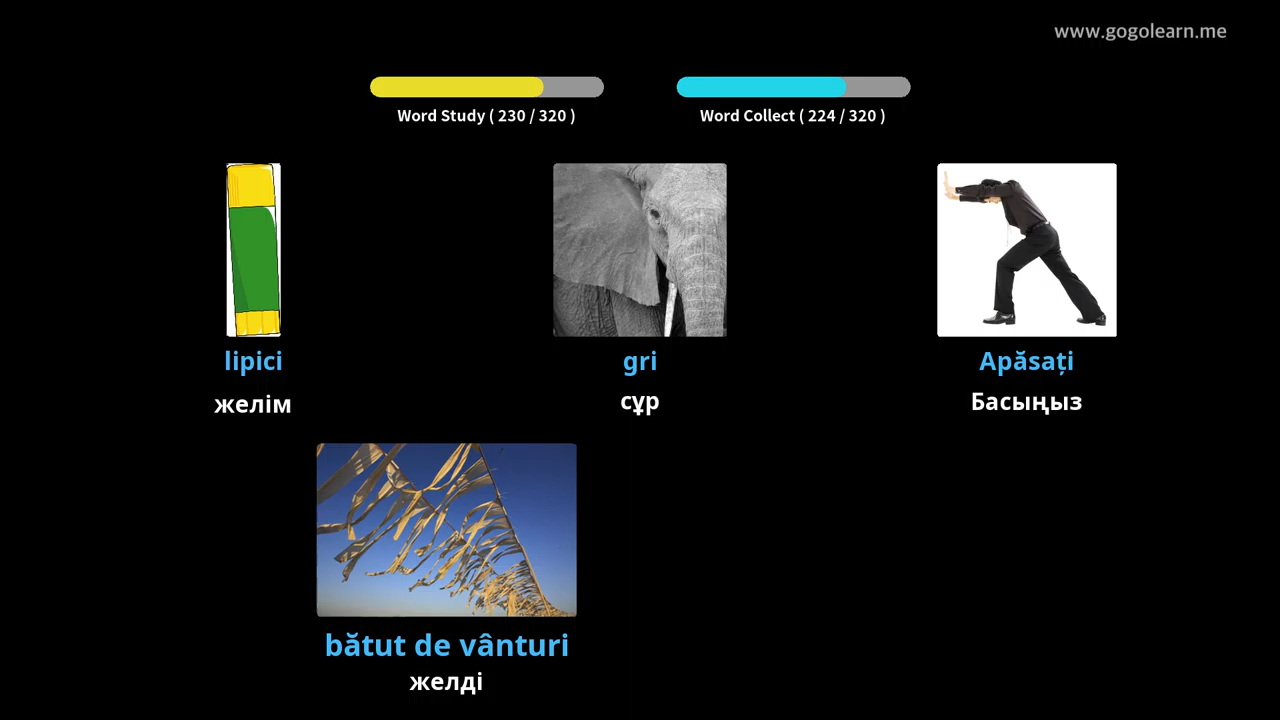 www.gogolearn.me
Word Study ( 230 / 320 )
Word Collect ( 224 / 320 )
lipici
gri
Apăsați
желім
сұр
Басыңыз
bătut de vânturi
желді